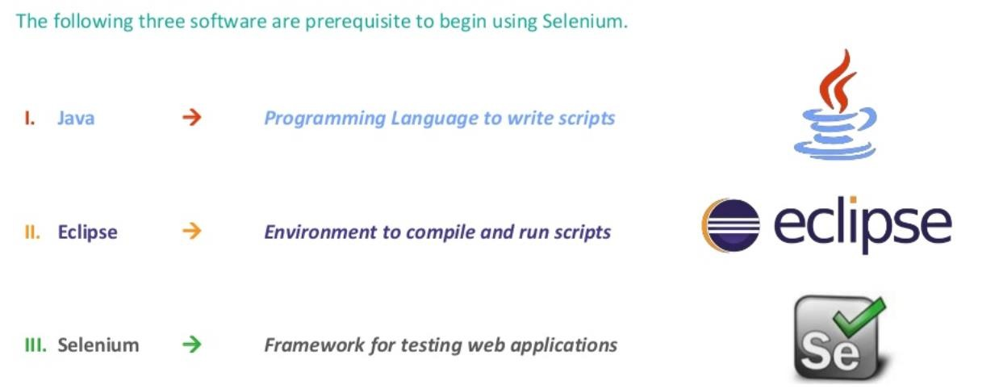 The following three software are prerequisite to begin using Selenium.
I. Java → Programming Language to write scripts
II. Eclipse → Environment to compile and run scripts
eclipse
III. Selenium → Framework for testing web applications
Se